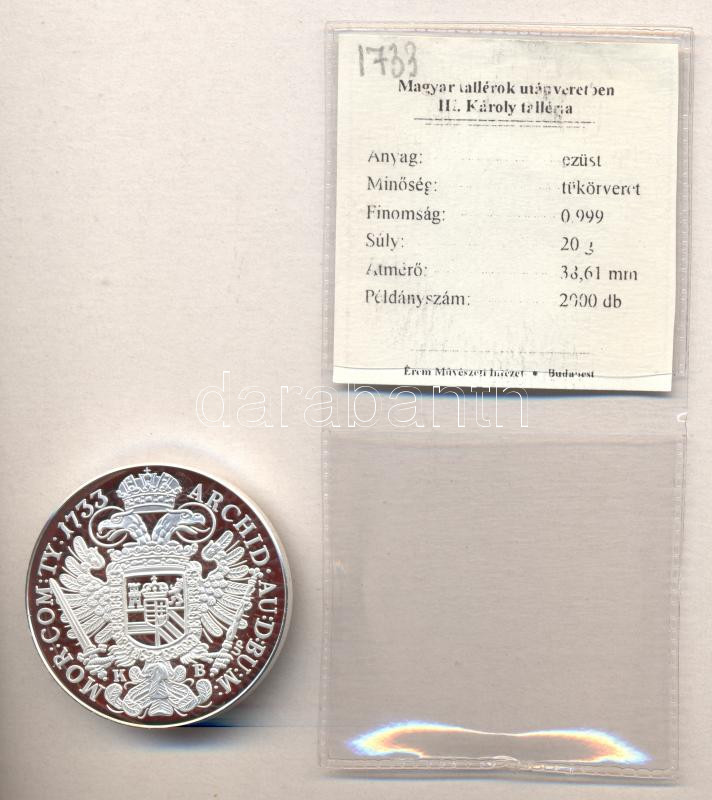 1733
Magyar tallérok utánveretben
III. Károly tallérja
Anyag: ezüst
Minőség: tükörveret
Finomság: 0,999
Súly: 20 g
Átmérő: 38,61 mm
Példányszám: 2000 db
Érem Művészeti Intézet • Budapest
darabanth
ARCHID·AU:D:BU:M: MOR:COM:TY:1733
K B
UP